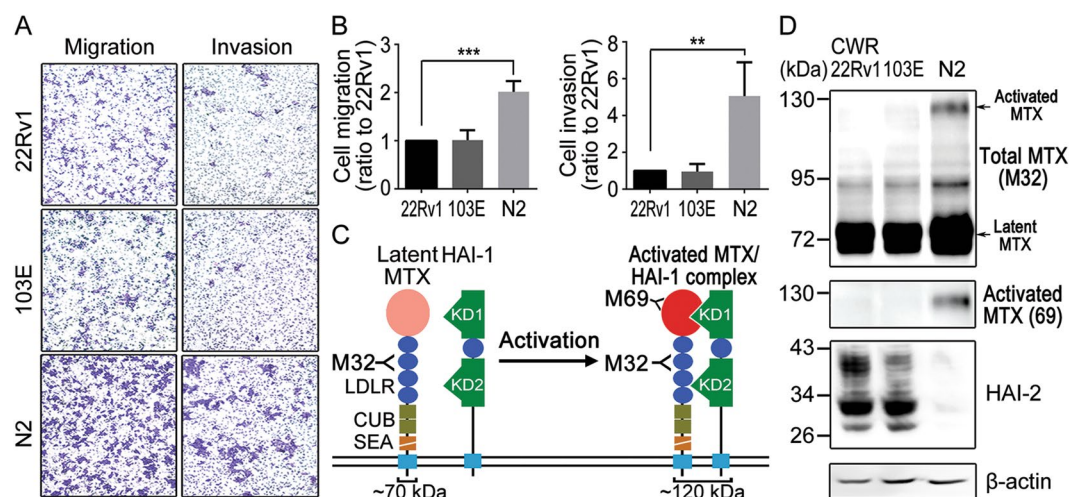 A
Migration
Invasion
22Rv1
103E
N2
B
Cell migration
(ratio to 22Rv1)
3
2
1
0
***
22Rv1 103E N2
Cell invasion
(ratio to 22Rv1)
8
6
4
2
0
**
22Rv1 103E N2
C
Latent
MTX
HAI-1
KD1
M32
LDLR
KD2
CUB
SEA
~70 kDa
Activation
Activated MTX/
HAI-1 complex
M69
KD1
M32
KD2
~120 kDa
D
CWR
(kDa) 22Rv1 103E N2
130
Activated
MTX
Total MTX
(M32)
95
Latent
MTX
72
130
Activated
MTX (69)
43
34
HAI-2
26
β-actin